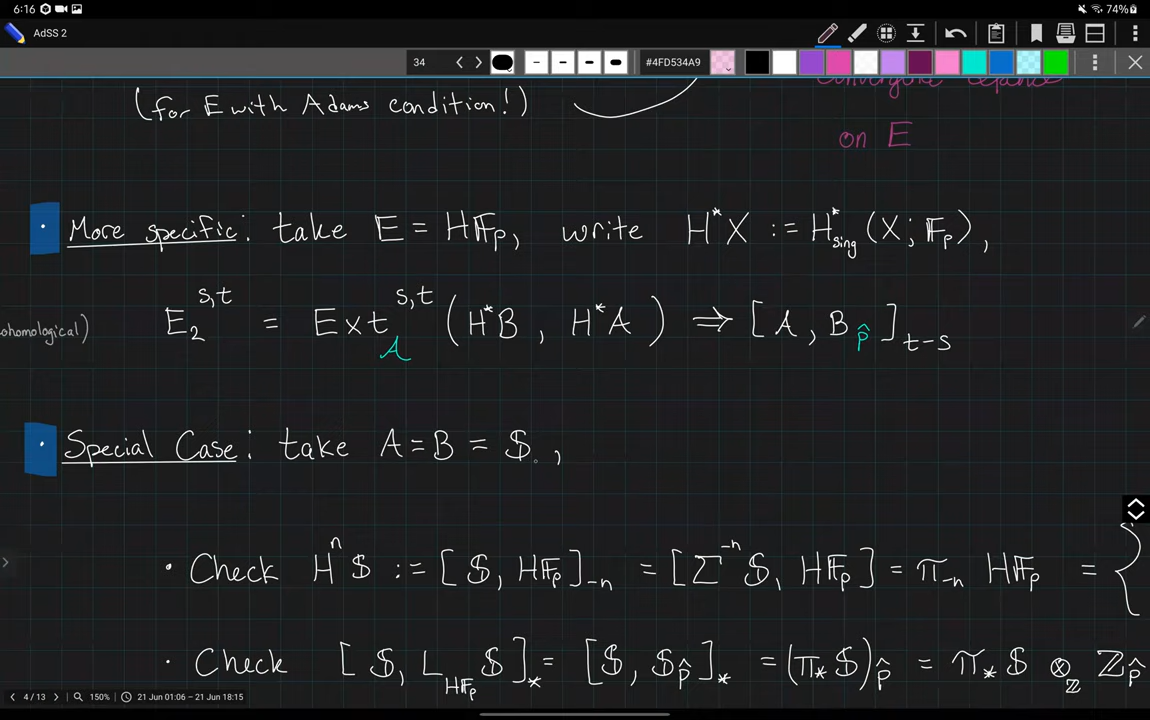 6:16 74%
AdSS 2
34 #4FD534A9
(for E with Adams condition!)
on E
• More specific: take E = H𝔽_p, write H^*X := H^*_sing(X; 𝔽_p),
E_2^{s,t} = Ext_𝒜^{s,t}(H^*B, H^*A) ⇒ [A, B_p̂]_{t-s}
ohomological)
• Special Case: take A = B = $,
• Check H^n $ := [$, H𝔽_p]_{-n} = [Σ^{-n} $, H𝔽_p] = π_{-n} H𝔽_p = {
• Check [$, L_{H𝔽_p} $]_* = [$, $_p̂]_* = (π_* $)_p̂ = π_* $ ⊗_ℤ ℤ_p̂
4 / 13 150% 21 Jun 01:06 – 21 Jun 18:15